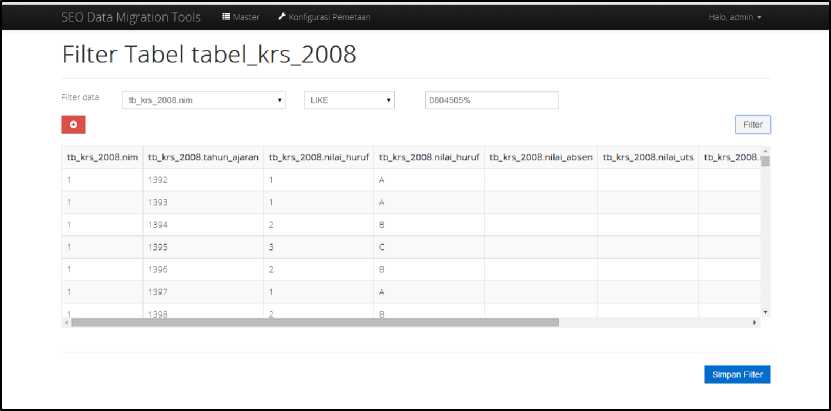 SEO Data Migration Tools Master Konfigurasi Pemetaan Halo, admin
Filter Tabel tabel_krs_2008
Filter data tb_krs_2008.nim LIKE 0804505%
Filter
tb_krs_2008.nim tb_krs_2008.tahun_ajaran tb_krs_2008.nilai_huruf tb_krs_2008.nilai_huruf tb_krs_2008.nilai_absen tb_krs_2008.nilai_uts tb_krs_2008.
1 1392 1 A
1 1393 1 A
1 1394 2 B
1 1395 3 C
1 1396 2 B
1 1397 1 A
1 1398 2 B
Simpan Filter